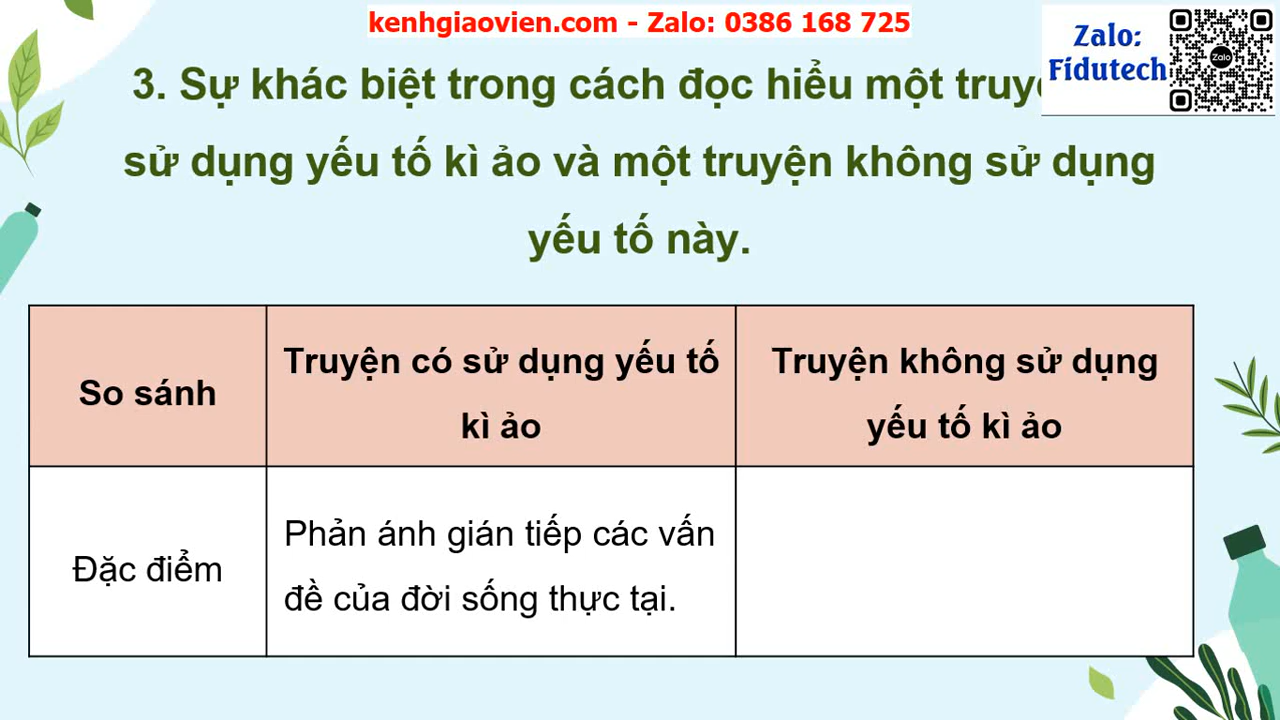 kenhgiaovien.com - Zalo: 0386 168 725
Zalo:
Fidutech
Zalo
3. Sự khác biệt trong cách đọc hiểu một
sử dụng yếu tố kì ảo và một truyện không sử dụng
yếu tố này.
So sánh
Truyện có sử dụng yếu tố
kì ảo
Truyện không sử dụng
yếu tố kì ảo
Đặc điểm
Phản ánh gián tiếp các vấn
đề của đời sống thực tại.